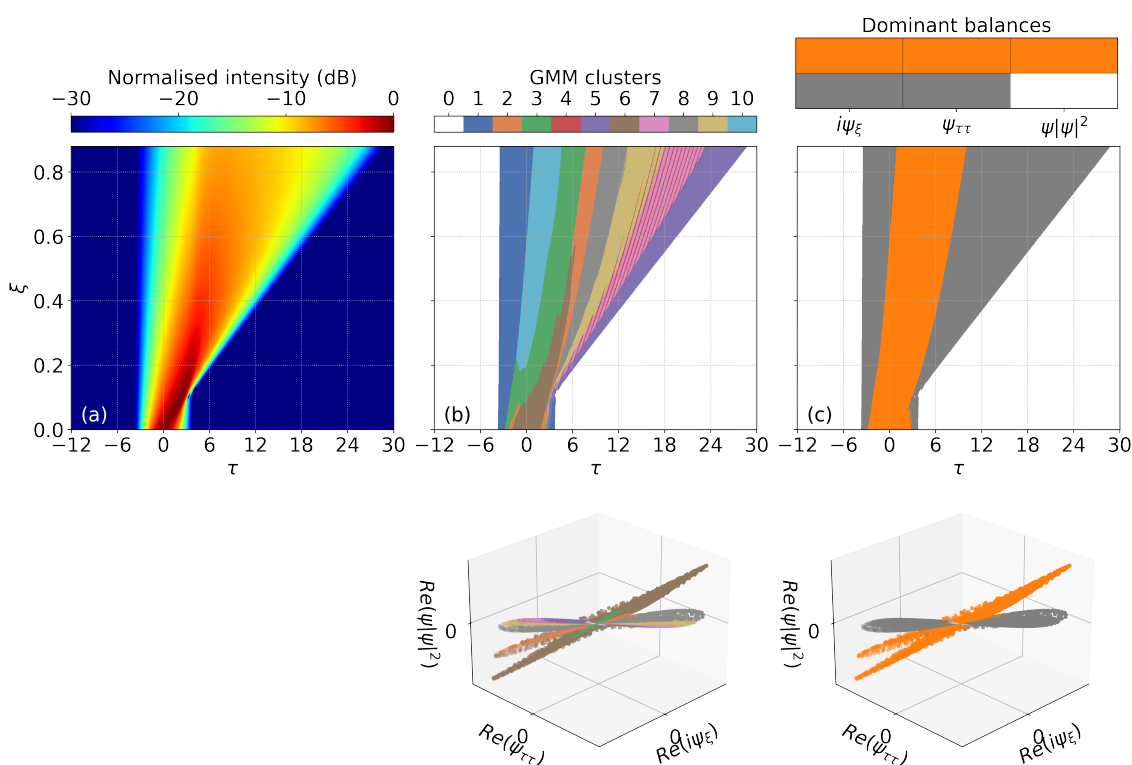 Dominant balances
Normalised intensity (dB)
−30 −20 −10 0
GMM clusters
0 1 2 3 4 5 6 7 8 9 10
iψ_ξ ψ_ττ ψ|ψ|²
0.8
0.6
0.4
0.2
0.0
ξ
(a)
(b)
(c)
−12 −6 0 6 12 18 24 30
τ
−12 −6 0 6 12 18 24 30
τ
−12 −6 0 6 12 18 24 30
τ
Re(ψ|ψ|²)
0
0
Re(ψ_ττ)
0
Re(iψ_ξ)
Re(ψ|ψ|²)
0
0
Re(ψ_ττ)
0
Re(iψ_ξ)